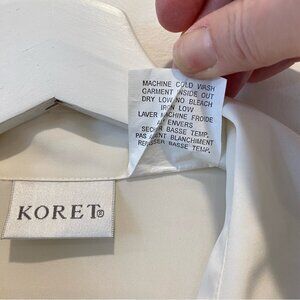 MACHINE COLD WASH
GARMENT INSIDE OUT
DRY LOW NO BLEACH
IRON LOW
LAVER MACHINE FROIDE
A L'ENVERS
SECHER BASSE TEMP.
PAS AGENT BLANCHIMENT
REPASSER BASSE TEMP.
KORET®